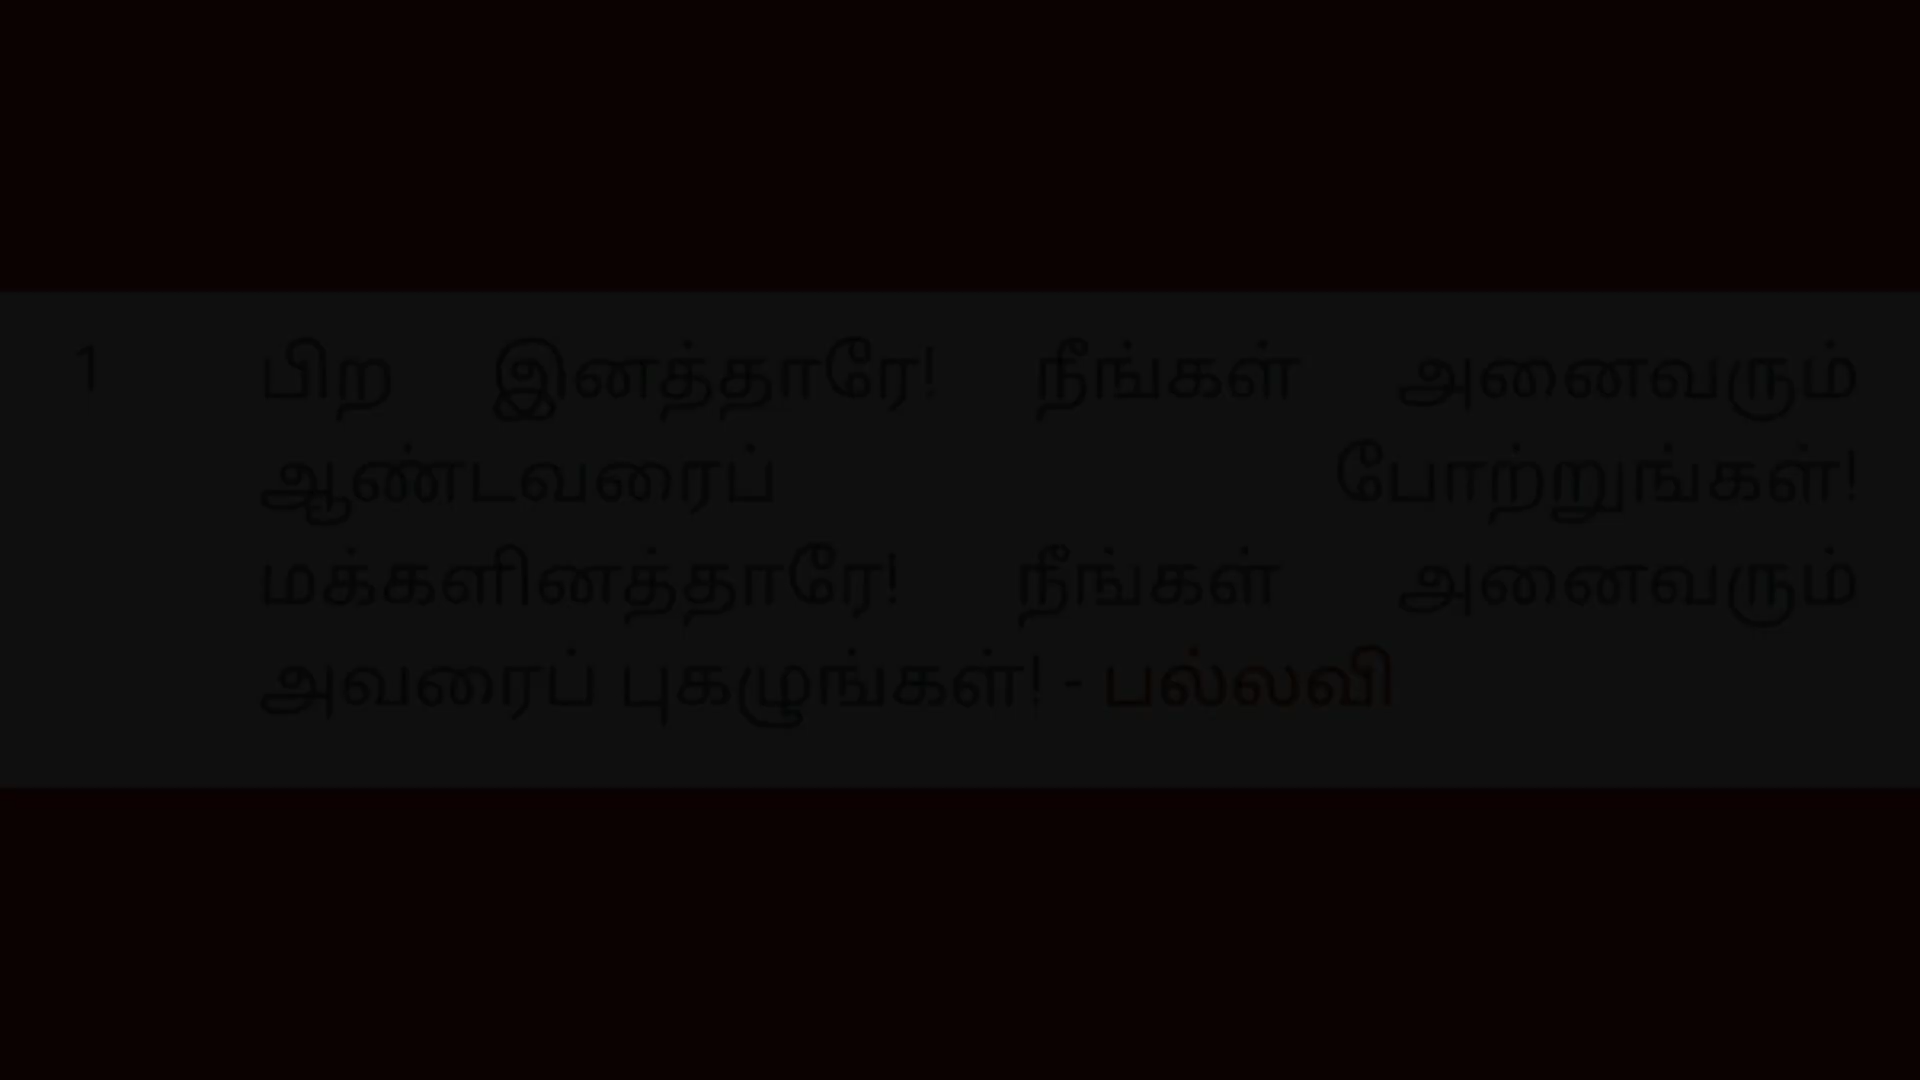 1 பிற இனத்தாரே! நீங்கள் அனைவரும்
ஆண்டவரைப் போற்றுங்கள்!
மக்களினத்தாரே! நீங்கள் அனைவரும்
அவரைப் புகழுங்கள்! - பல்லவி